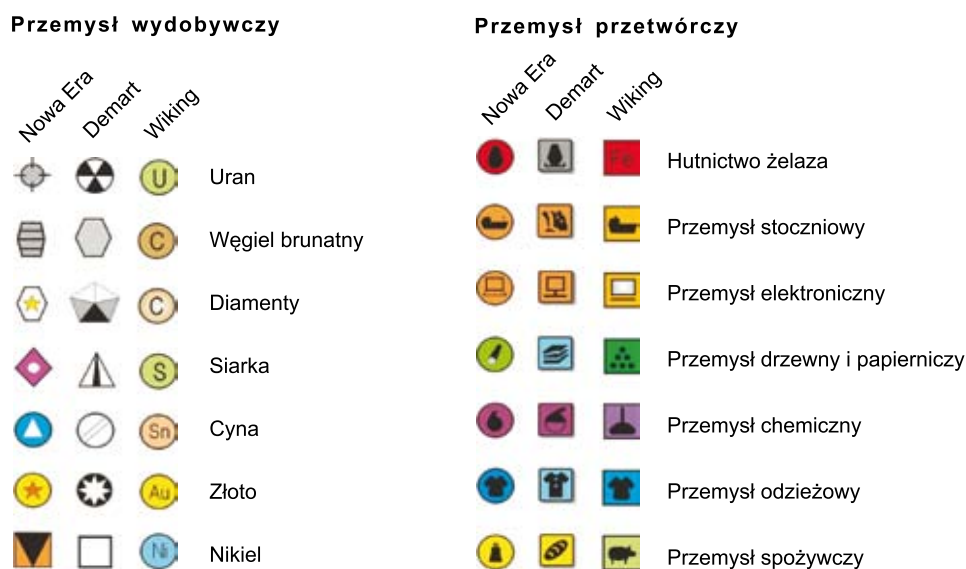 Przemysł wydobywczy
Nowa Era
Demart
Wiking
U
Uran
C
Węgiel brunatny
C
Diamenty
S
Siarka
Sn
Cyna
Au
Złoto
Ni
Nikiel
Przemysł przetwórczy
Nowa Era
Demart
Wiking
Fe
Hutnictwo żelaza
Przemysł stoczniowy
Przemysł elektroniczny
Przemysł drzewny i papierniczy
Przemysł chemiczny
Przemysł odzieżowy
Przemysł spożywczy